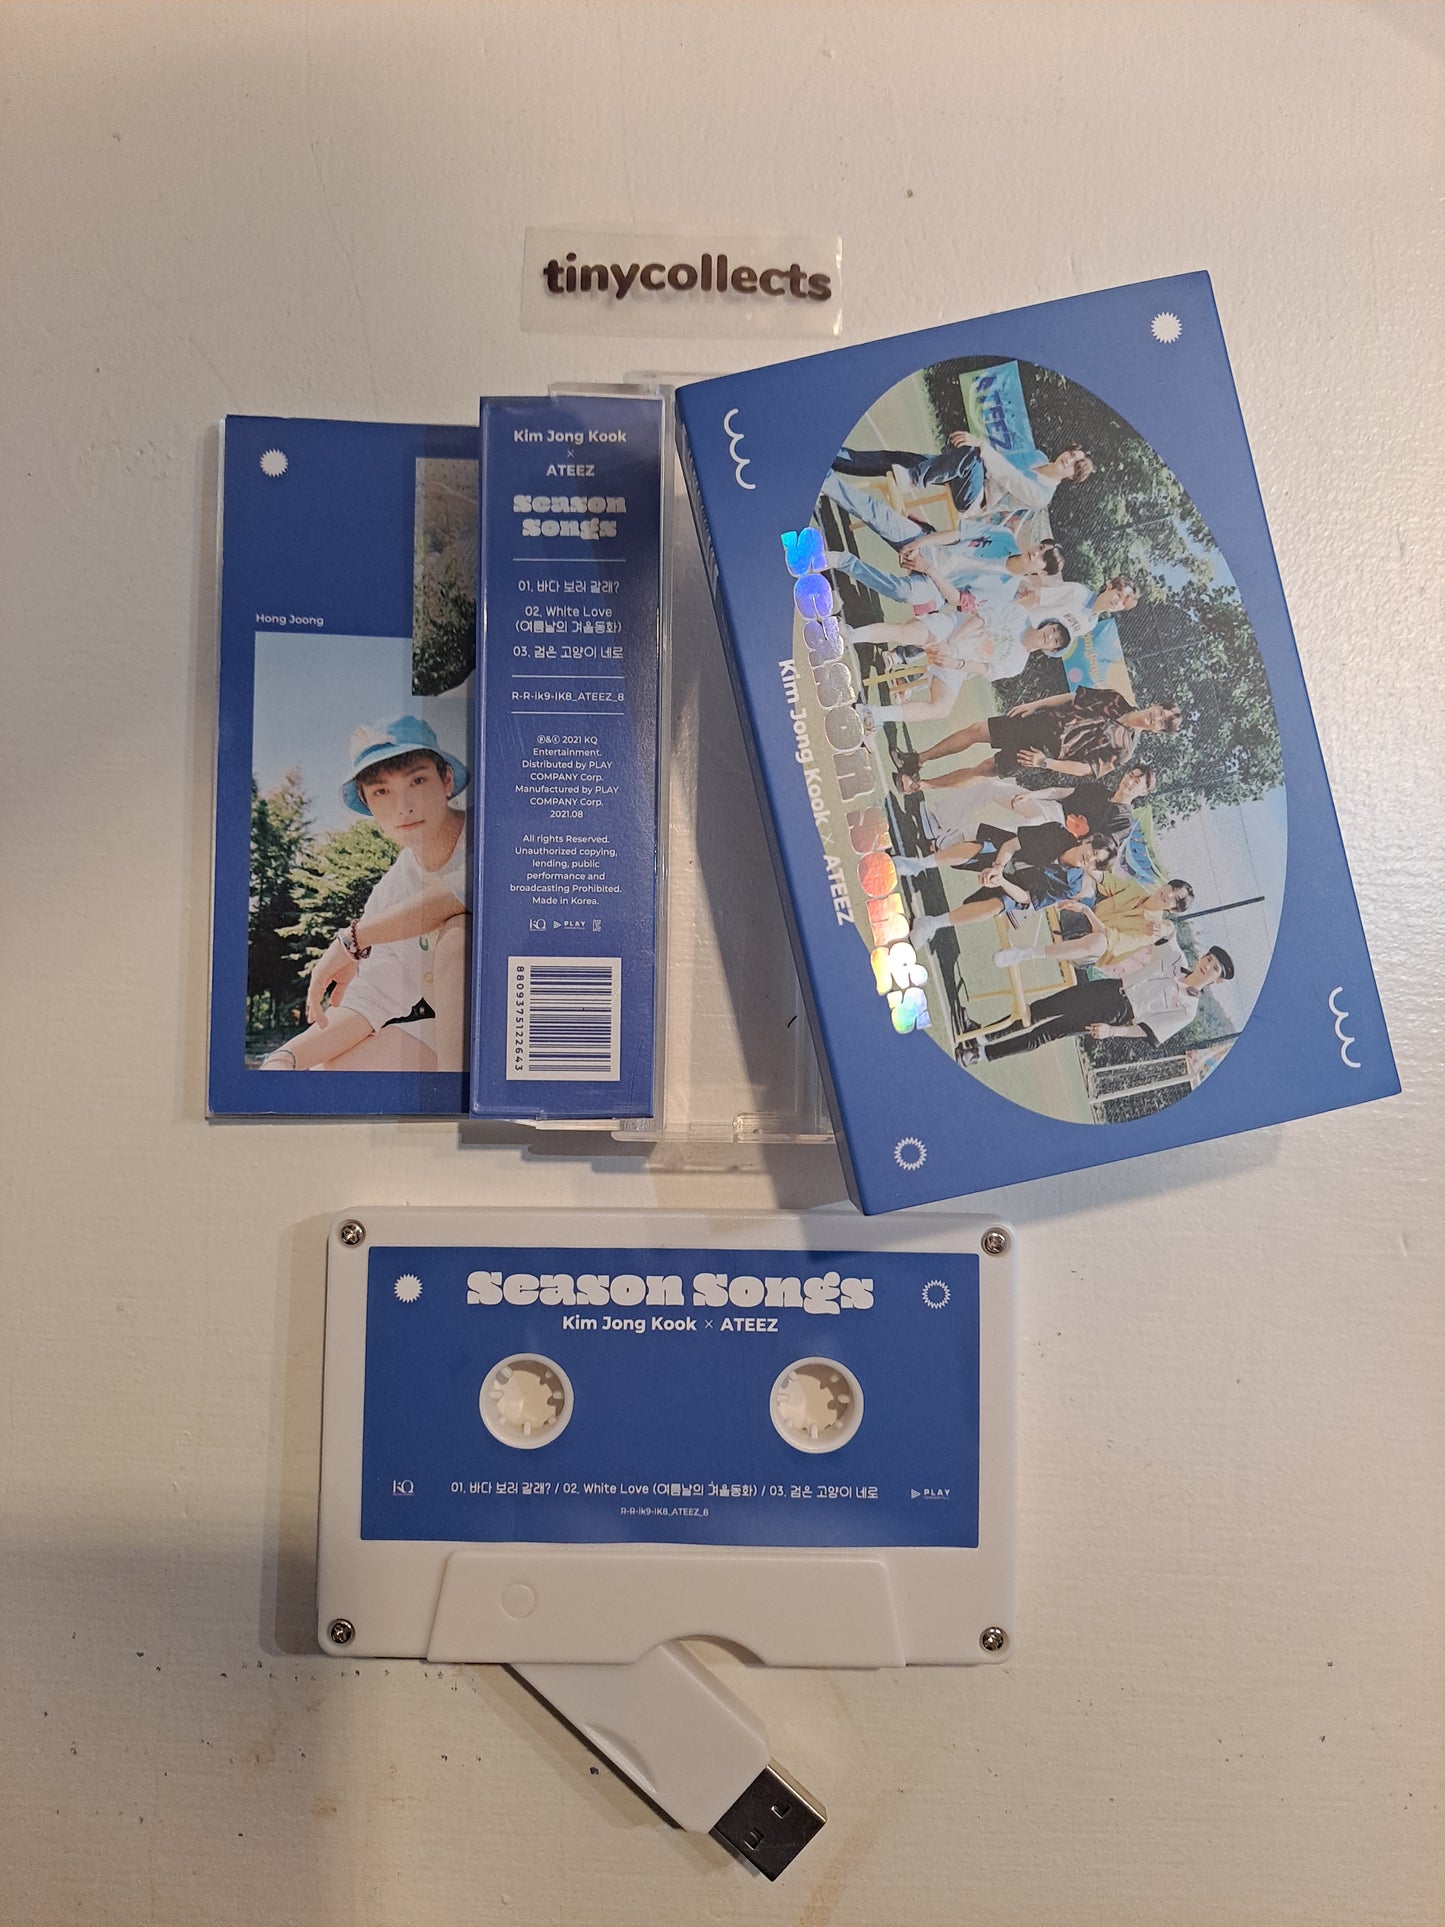 tinycollects
Hong Joong
Kim Jong Kook
×
ATEEZ
Season
Songs
01. 바다 보러 갈래?
02. White Love
(여름날의 겨울동화)
03. 검은 고양이 네로
R-R-ik9-IK8_ATEEZ_8
℗&© 2021 KQ
Entertainment.
Distributed by PLAY
COMPANY Corp.
Manufactured by PLAY
COMPANY Corp.
2021.08
All rights Reserved.
Unauthorized copying,
lending, public
performance and
broadcasting Prohibited.
Made in Korea.
KQ PLAY
8809375122643
ATEEZ
Season Songs
Kim Jong Kook × ATEEZ
Season Songs
Kim Jong Kook × ATEEZ
KQ
01. 바다 보러 갈래? / 02. White Love (여름날의 겨울동화) / 03. 검은 고양이 네로
PLAY
R-R-ik9-IK8_ATEEZ_8